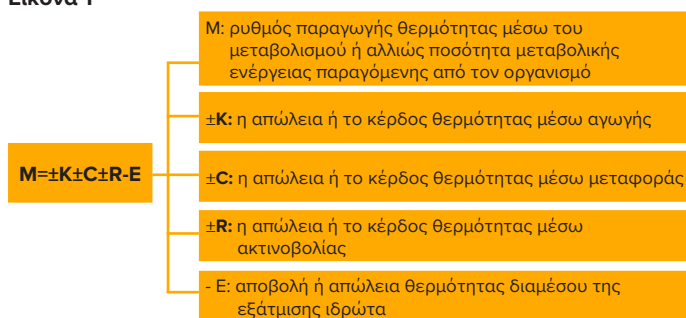 Εικόνα 1
M: ρυθμός παραγωγής θερμότητας μέσω του
μεταβολισμού ή αλλιώς ποσότητα μεταβολικής
ενέργειας παραγόμενης από τον οργανισμό
±K: η απώλεια ή το κέρδος θερμότητας μέσω αγωγής
M=±K±C±R-E
±C: η απώλεια ή το κέρδος θερμότητας μέσω μεταφοράς
±R: η απώλεια ή το κέρδος θερμότητας μέσω
ακτινοβολίας
- E: αποβολή ή απώλεια θερμότητας διαμέσου της
εξάτμισης ιδρώτα